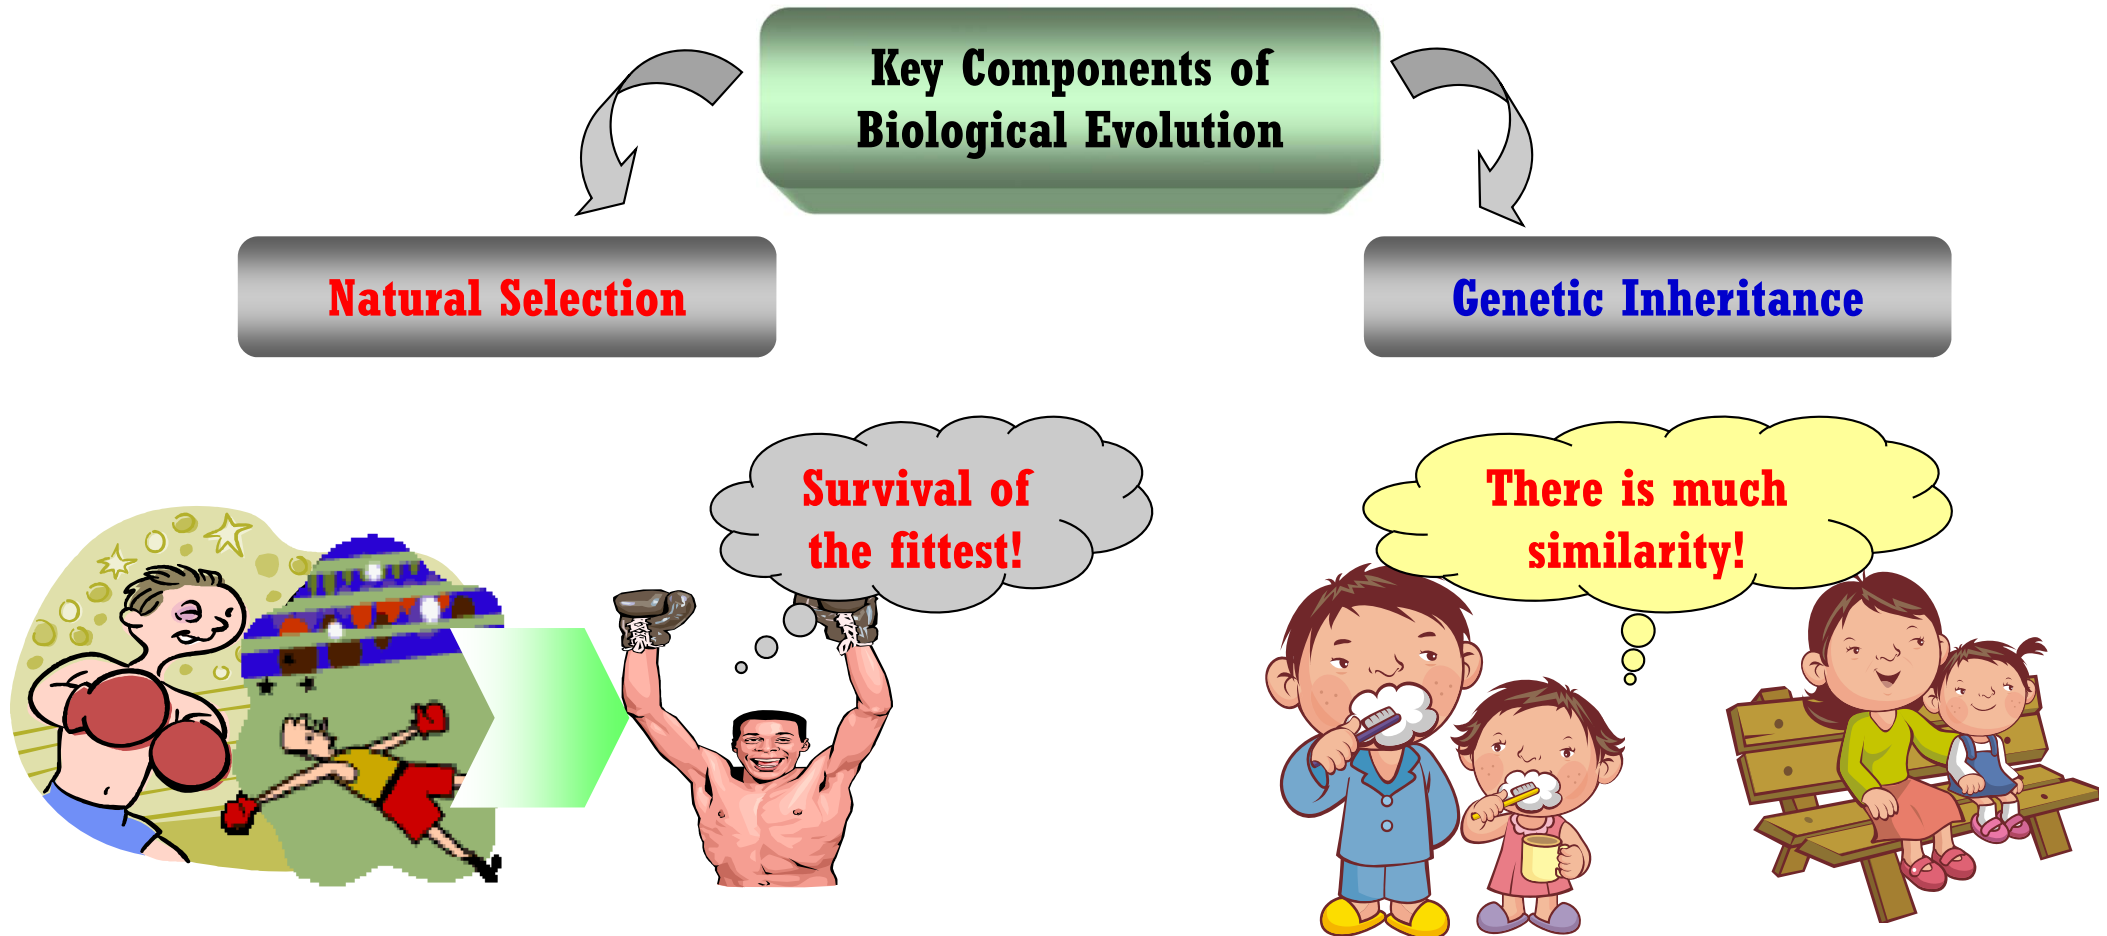 Key Components of
Biological Evolution
Natural Selection
Genetic Inheritance
Survival of
the fittest!
There is much
similarity!